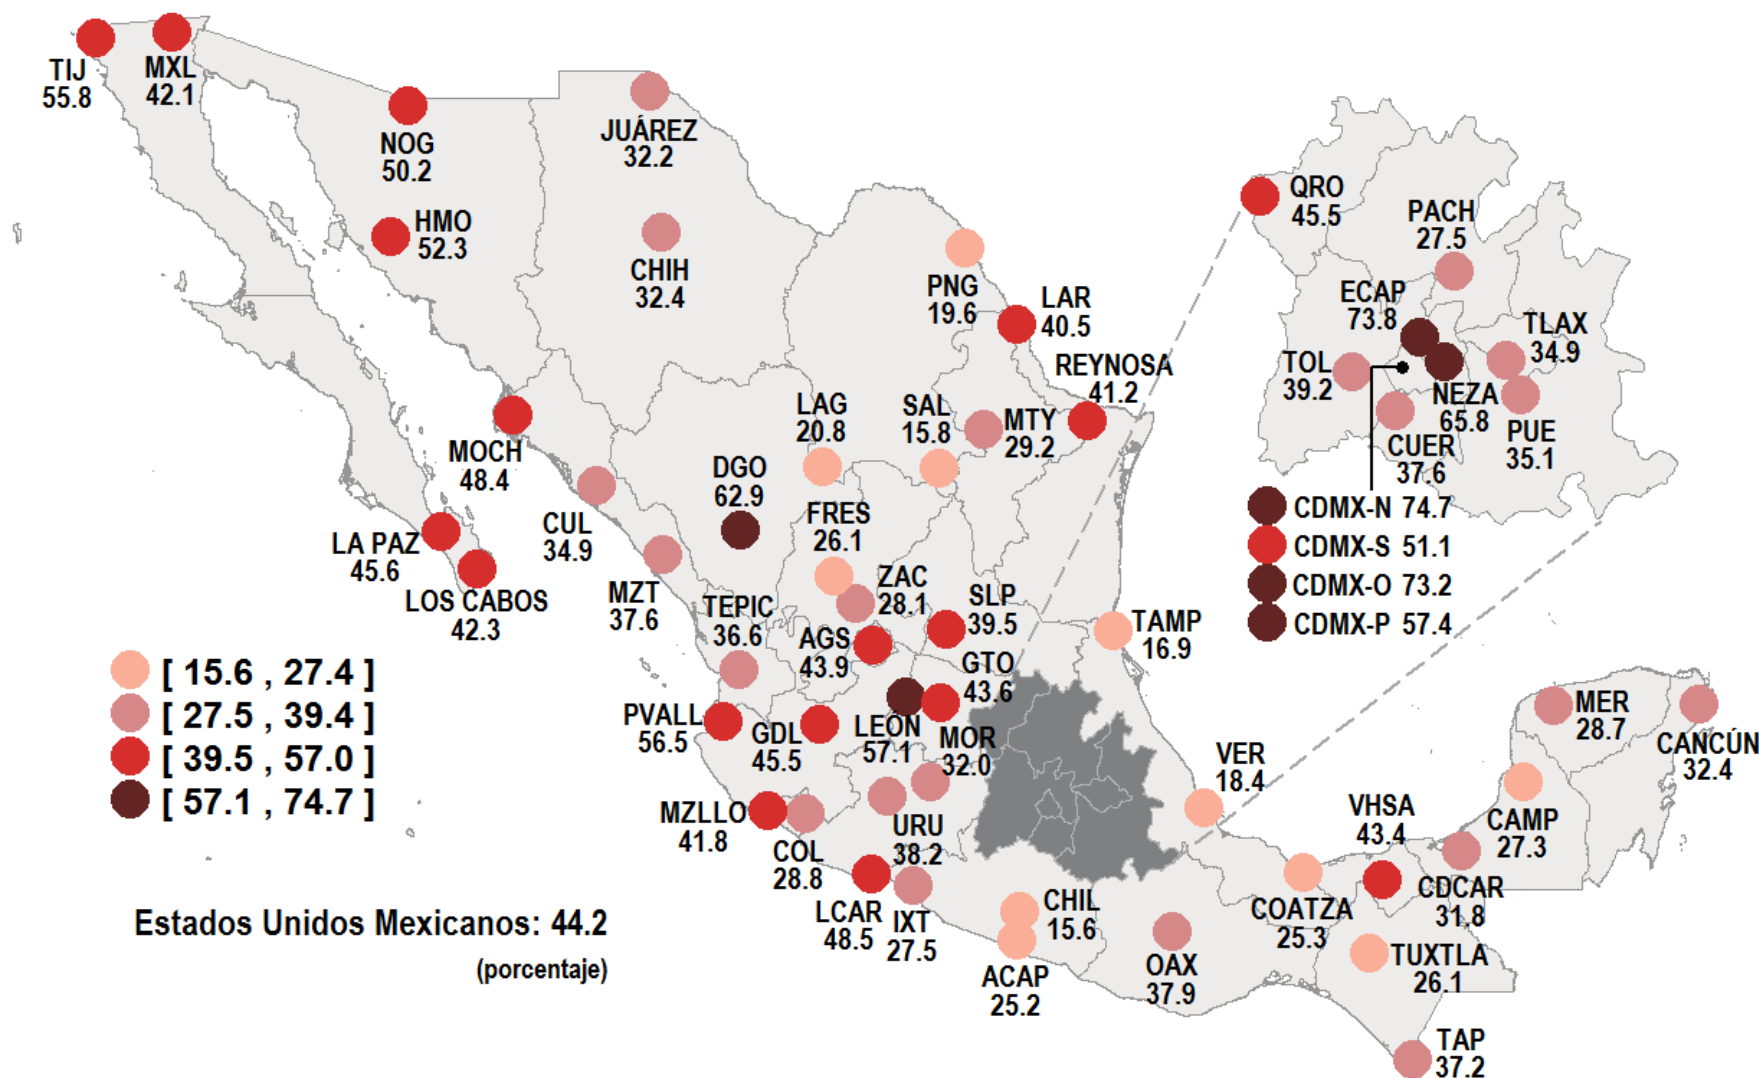 TIJ
55.8
MXL
42.1
NOG
50.2
HMO
52.3
JUÁREZ
32.2
CHIH
32.4
PNG
19.6
LAR
40.5
REYNOSA
41.2
LAG
20.8
SAL
15.8
MTY
29.2
MOCH
48.4
DGO
62.9
CUL
34.9
FRES
26.1
LA PAZ
45.6
LOS CABOS
42.3
MZT
37.6
TEPIC
36.6
ZAC
28.1
AGS
43.9
SLP
39.5
GTO
43.6
TAMP
16.9
PVALL
56.5
GDL
45.5
LEÓN
57.1
MOR
32.0
MZLLO
41.8
COL
28.8
URU
38.2
LCAR
48.5
IXT
27.5
CHIL
15.6
ACAP
25.2
OAX
37.9
VER
18.4
COATZA
25.3
VHSA
43.4
CDCAR
31.8
TUXTLA
26.1
TAP
37.2
CAMP
27.3
MER
28.7
CANCÚN
32.4
QRO
45.5
PACH
27.5
ECAP
73.8
TLAX
34.9
TOL
39.2
NEZA
65.8
CUER
37.6
PUE
35.1
CDMX-N 74.7
CDMX-S 51.1
CDMX-O 73.2
CDMX-P 57.4
[ 15.6 , 27.4 ]
[ 27.5 , 39.4 ]
[ 39.5 , 57.0 ]
[ 57.1 , 74.7 ]
Estados Unidos Mexicanos: 44.2
(porcentaje)